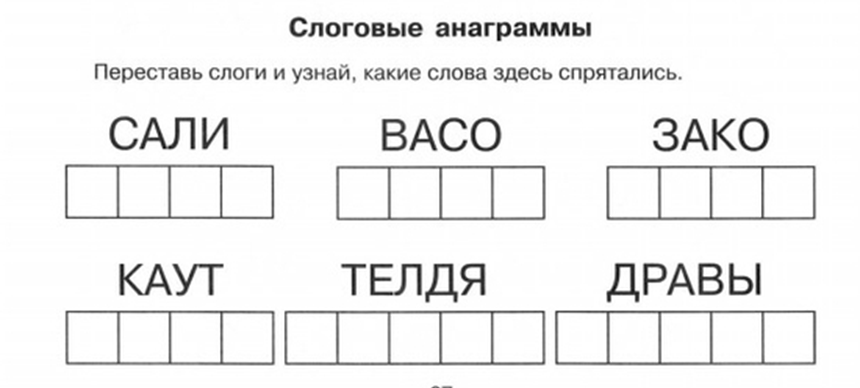 Слоговые анаграммы
Переставь слоги и узнай, какие слова здесь спрятались.
САЛИ ВАСО ЗАКО
КАУТ ТЕЛДЯ ДРАВЫ